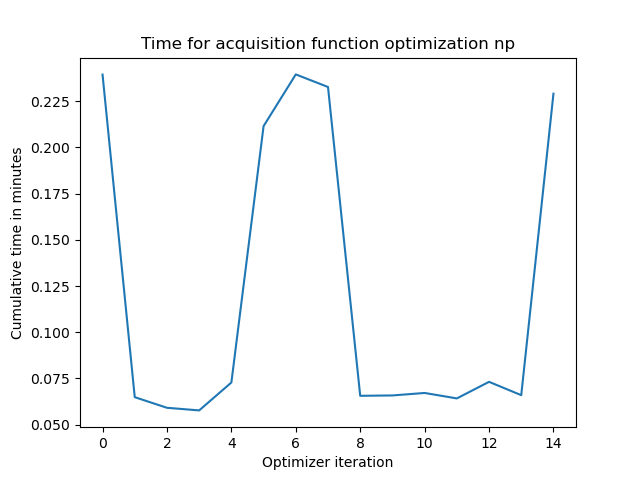 Time for acquisition function optimization np
0.225
0.200
0.175
0.150
0.125
0.100
0.075
0.050
Cumulative time in minutes
0 2 4 6 8 10 12 14
Optimizer iteration